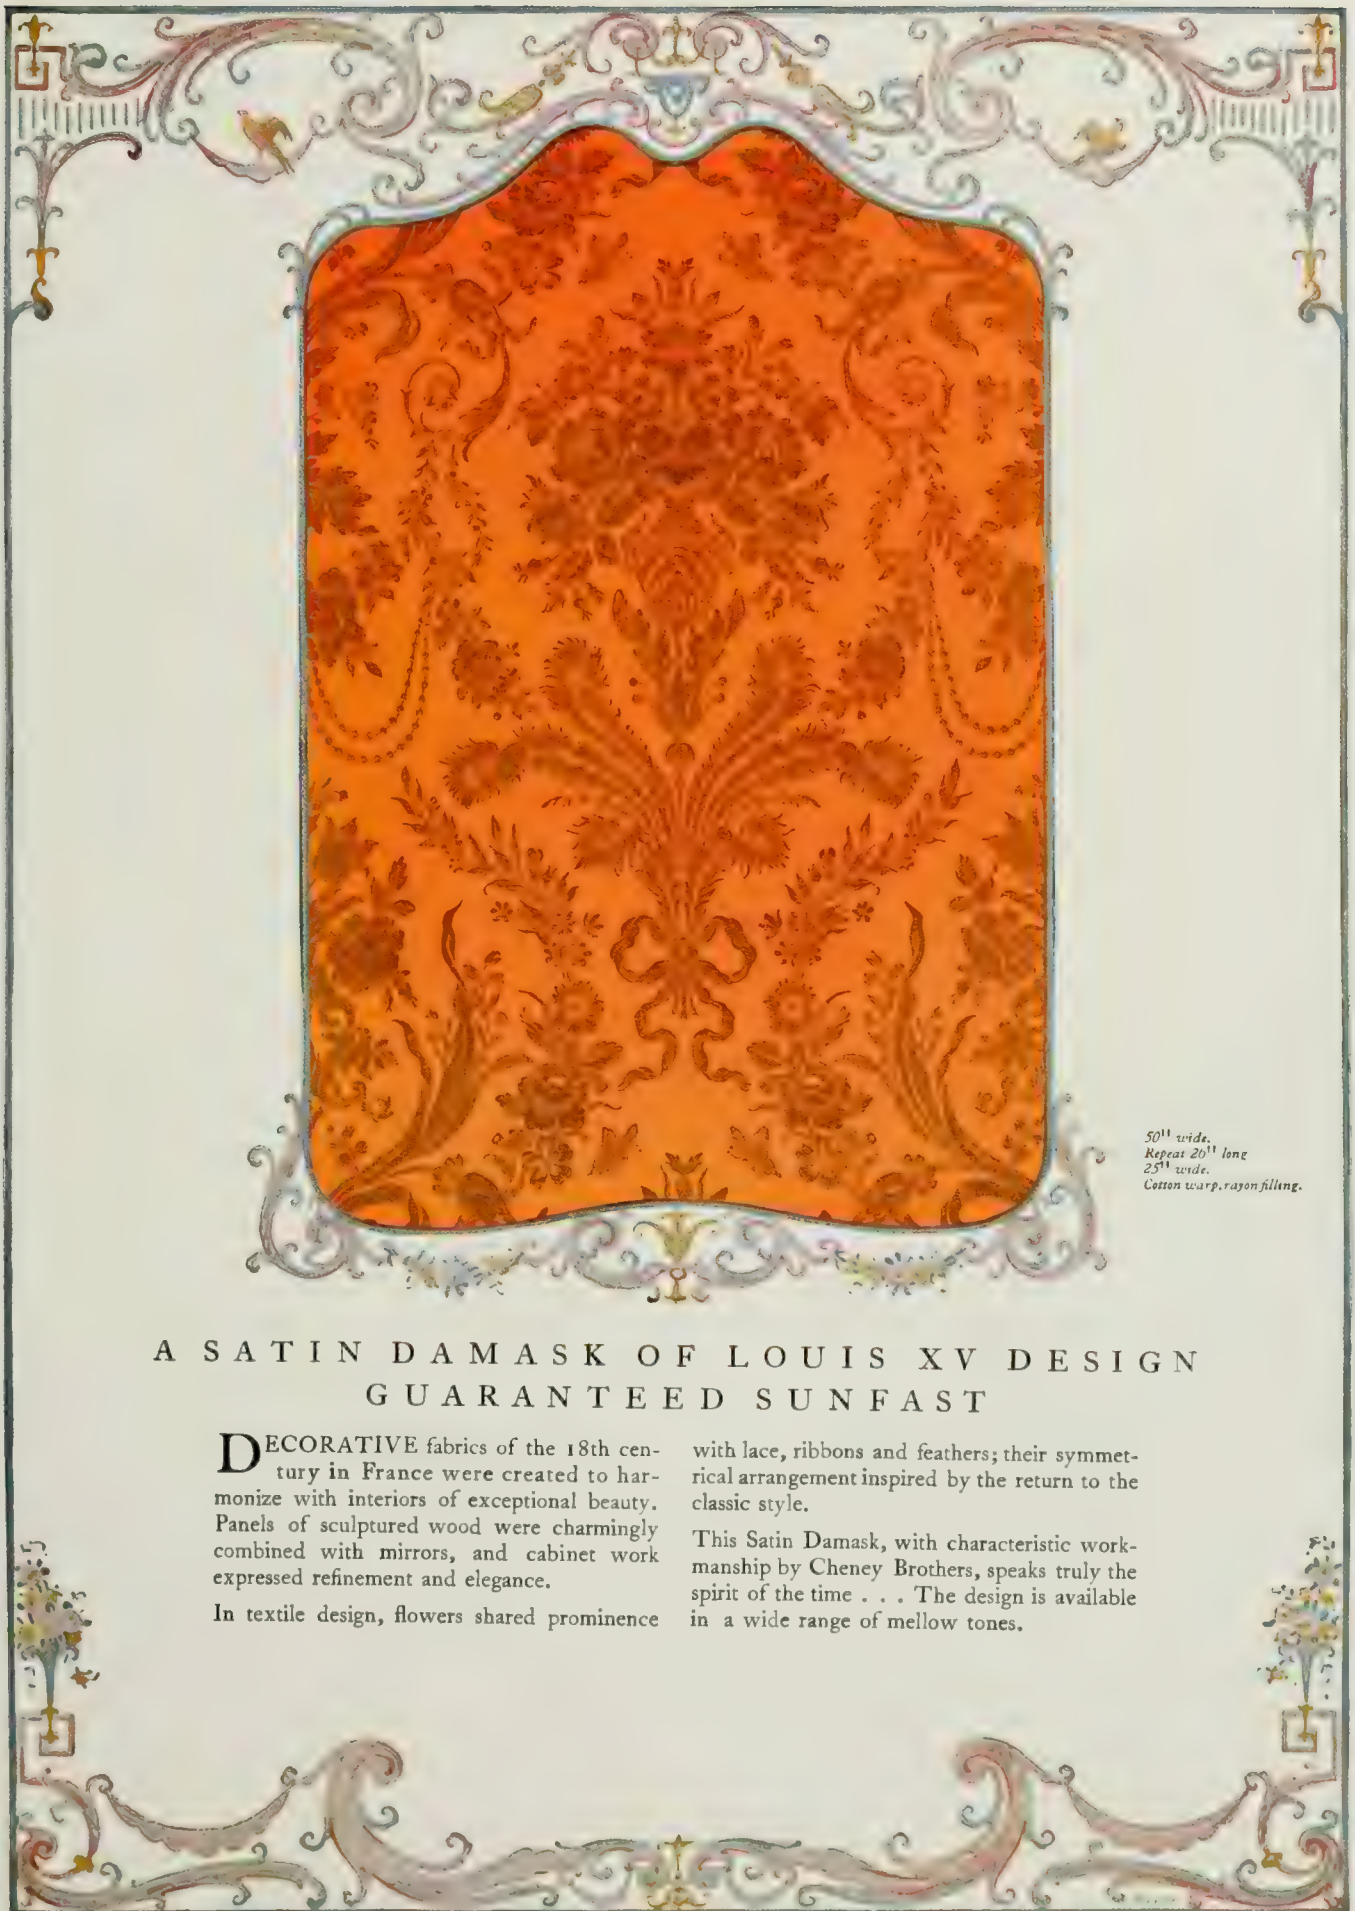 50" wide.
Repeat 26" long
25" wide.
Cotton warp, rayon filling.
A SATIN DAMASK OF LOUIS XV DESIGN
GUARANTEED SUNFAST
DECORATIVE fabrics of the 18th cen-
tury in France were created to har-
monize with interiors of exceptional beauty.
Panels of sculptured wood were charmingly
combined with mirrors, and cabinet work
expressed refinement and elegance.
In textile design, flowers shared prominence
with lace, ribbons and feathers; their symmet-
rical arrangement inspired by the return to the
classic style.
This Satin Damask, with characteristic work-
manship by Cheney Brothers, speaks truly the
spirit of the time . . . The design is available
in a wide range of mellow tones.